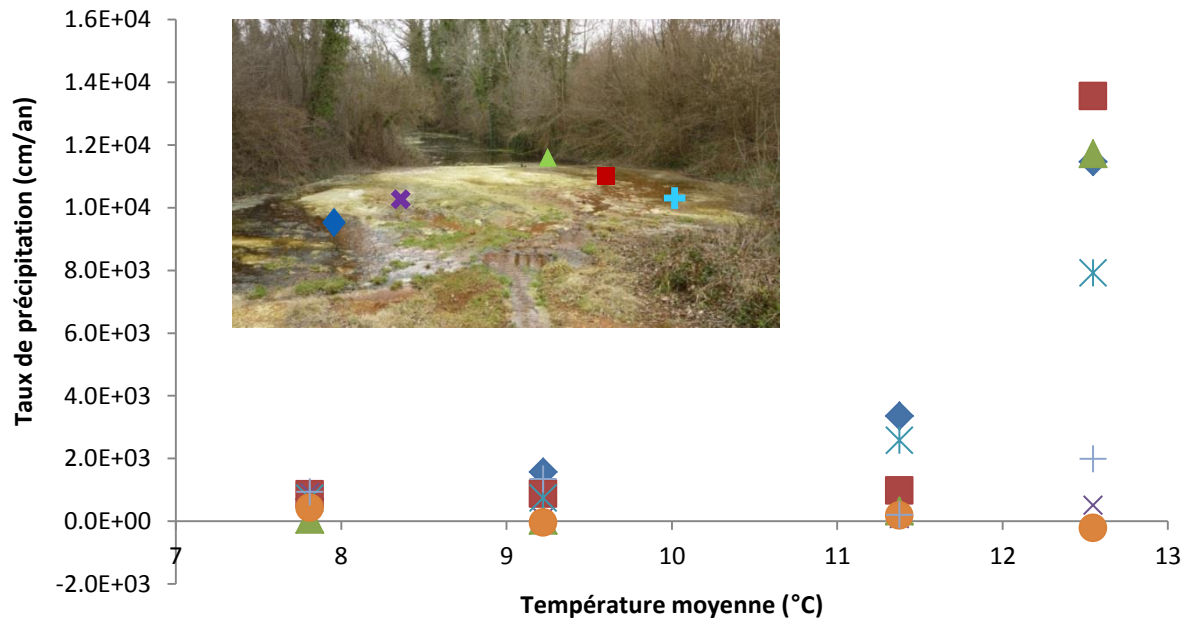 1.6E+04
1.4E+04
1.2E+04
1.0E+04
8.0E+03
6.0E+03
4.0E+03
2.0E+03
0.0E+00
-2.0E+03
Taux de précipitation (cm/an)
7 8 9 10 11 12 13
Température moyenne (°C)